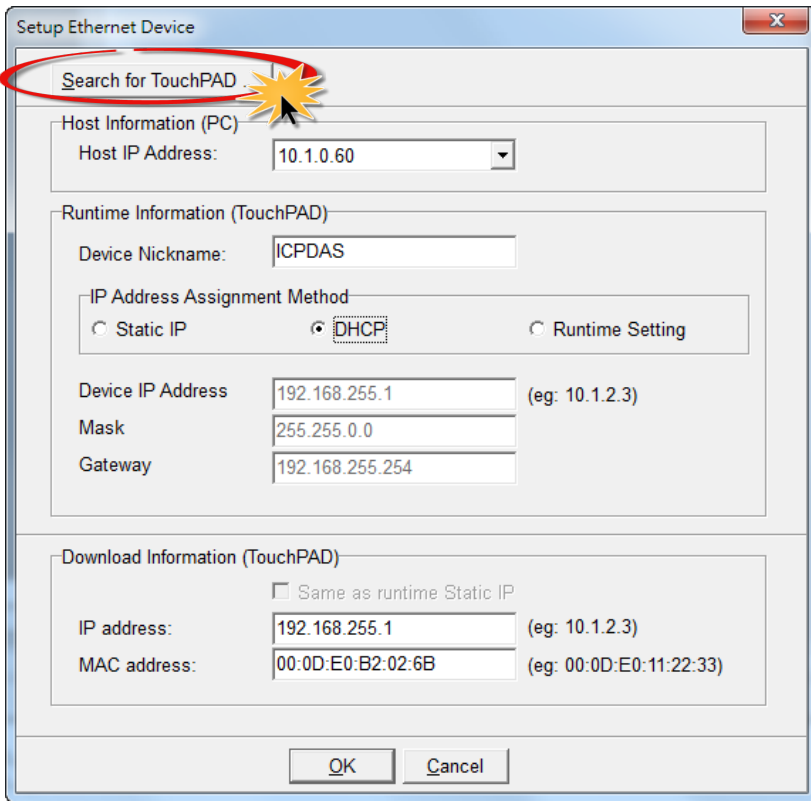 Setup Ethernet Device
Search for TouchPAD ...
Host Information (PC)
Host IP Address: 10.1.0.60
Runtime Information (TouchPAD)
Device Nickname: ICPDAS
IP Address Assignment Method
Static IP DHCP Runtime Setting
Device IP Address 192.168.255.1 (eg: 10.1.2.3)
Mask 255.255.0.0
Gateway 192.168.255.254
Download Information (TouchPAD)
Same as runtime Static IP
IP address: 192.168.255.1 (eg: 10.1.2.3)
MAC address: 00:0D:E0:B2:02:6B (eg: 00:0D:E0:11:22:33)
OK Cancel